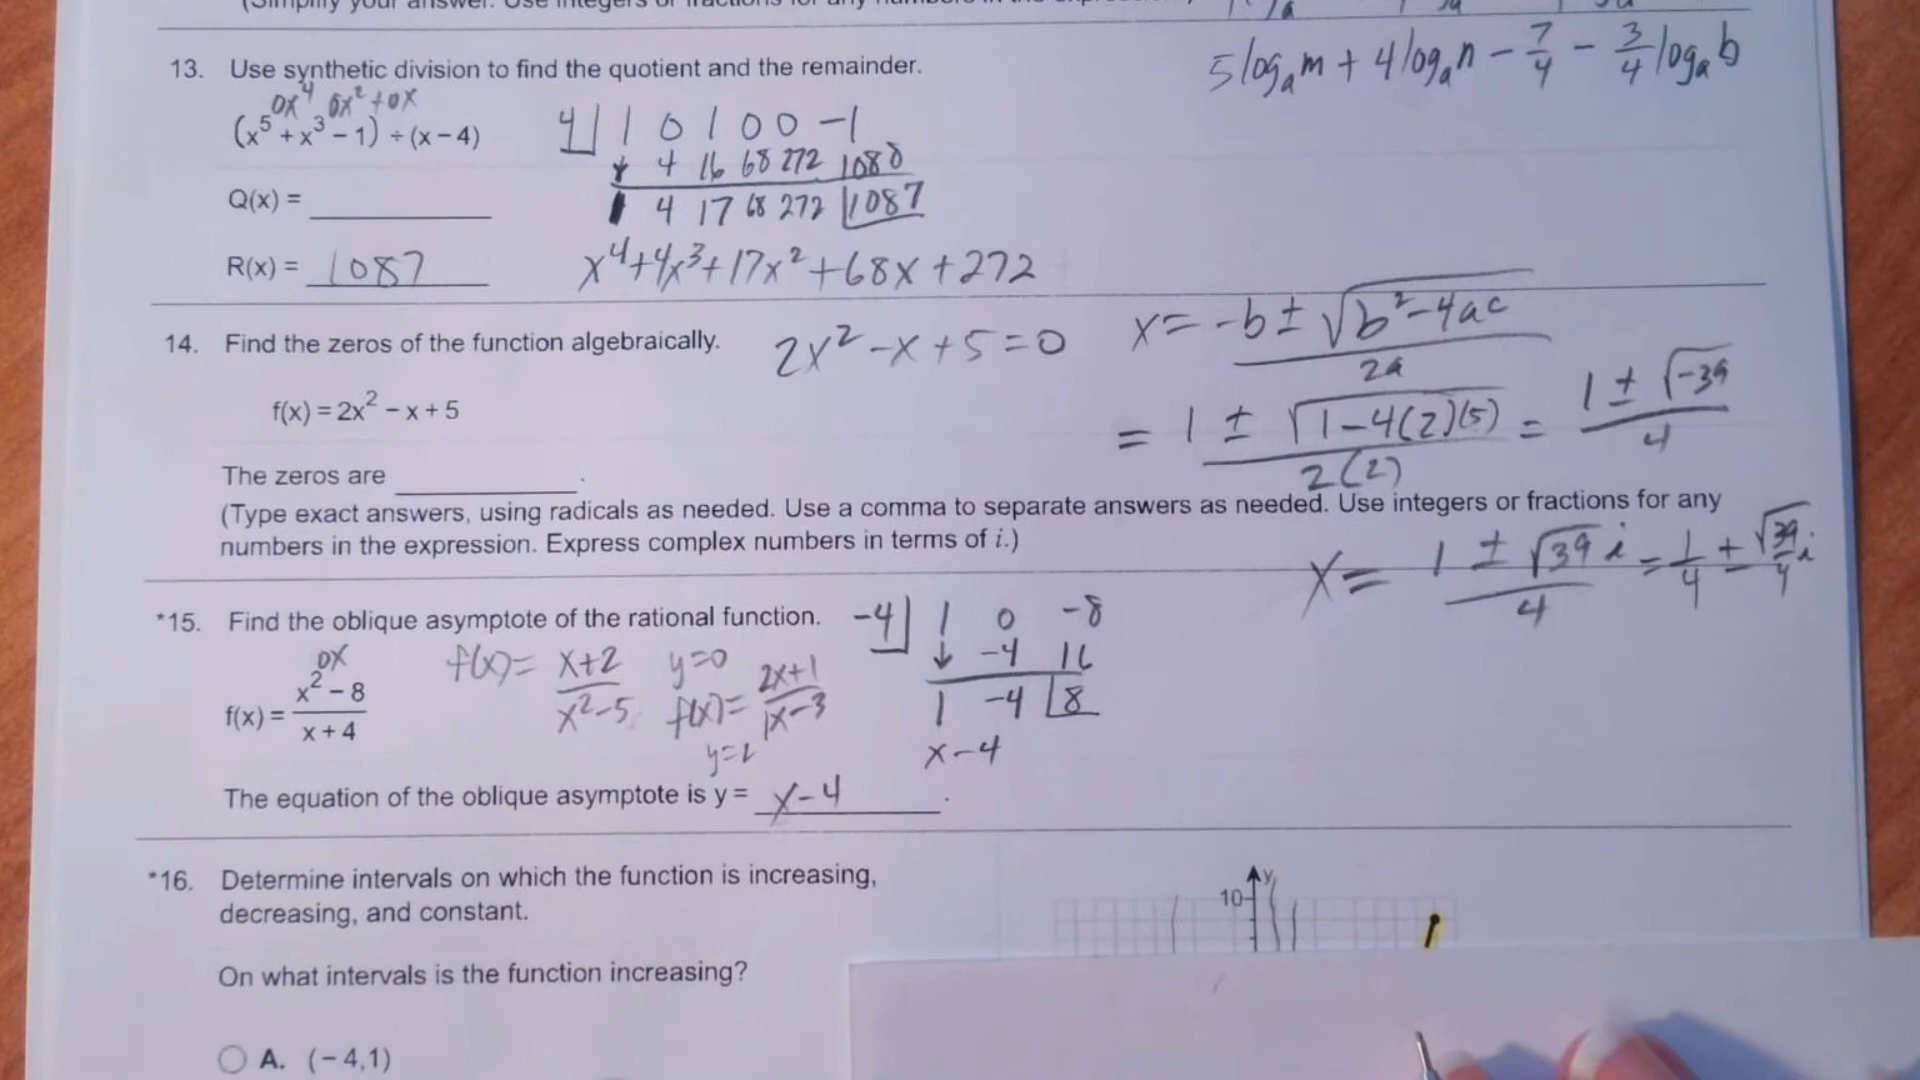 5log_a m + 4log_a n - 7/4 - 3/4 log_a b
13. Use synthetic division to find the quotient and the remainder.
0x⁴ 0x² + 0x
(x⁵ + x³ – 1) ÷ (x – 4)
4 | 1 0 1 0 0 -1
4 16 68 272 1088
1 4 17 68 272 | 1087
Q(x) =
R(x) = 1087
x⁴+4x³+17x²+68x+272
14. Find the zeros of the function algebraically.
2x² - x + 5 = 0
x = -b ± √(b²-4ac) / 2a
f(x) = 2x² – x + 5
= 1 ± √(1-4(2)(5)) / 2(2) = 1 ± √-39 / 4
The zeros are ____.
(Type exact answers, using radicals as needed. Use a comma to separate answers as needed. Use integers or fractions for any
numbers in the expression. Express complex numbers in terms of i.)
x = 1 ± √39 i / 4 = 1/4 ± √39/4 i
*15. Find the oblique asymptote of the rational function.
-4 | 1 0 -8
↓ -4 16
1 -4 | 8
x-4
0x
f(x) = x² – 8 / x + 4
f(x) = x+2 / x²-5
y=0
f(x) = 2x+1 / 1x-3
y=2
The equation of the oblique asymptote is y = x-4.
*16. Determine intervals on which the function is increasing,
decreasing, and constant.
10
y
On what intervals is the function increasing?
A. (– 4,1)